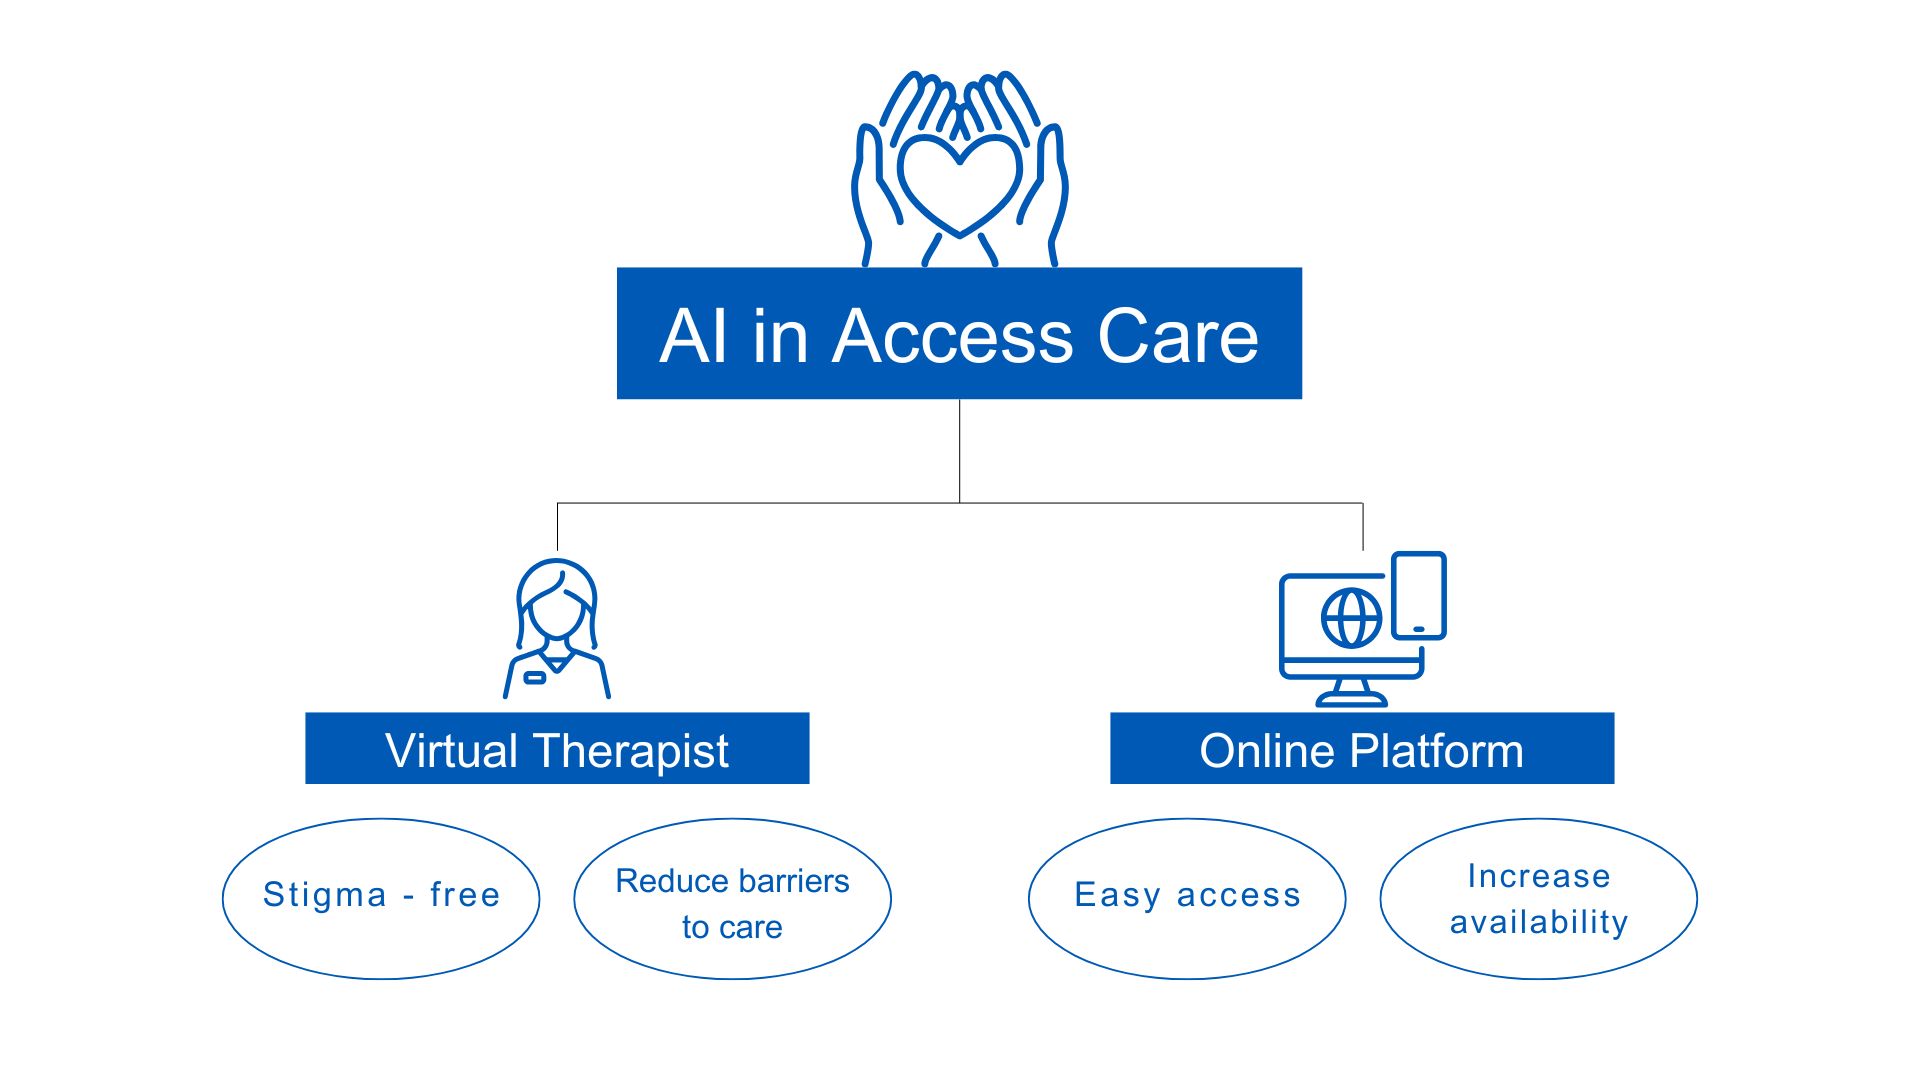 AI in Access Care
Virtual Therapist
Online Platform
Stigma - free
Reduce barriers
to care
Easy access
Increase
availability